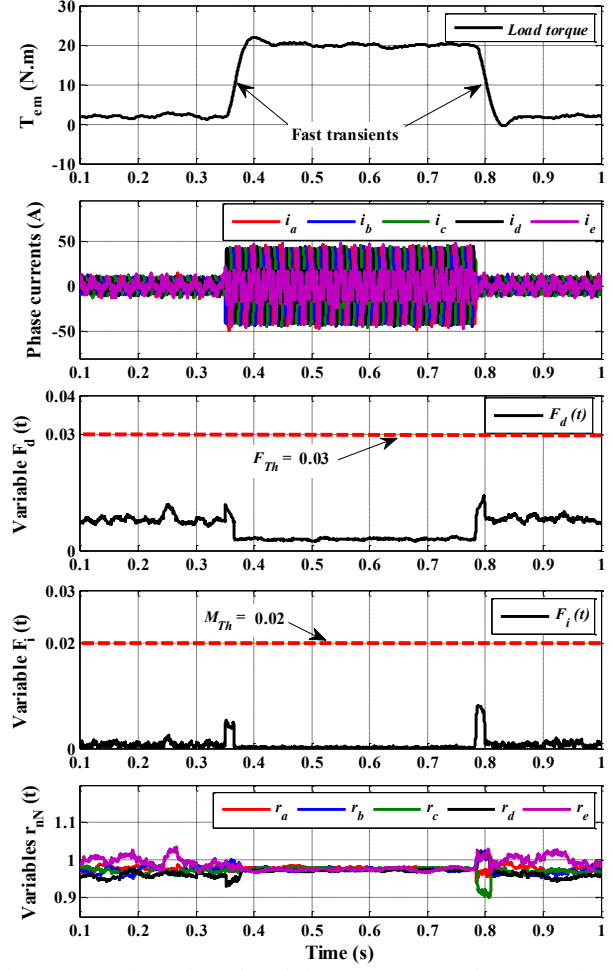 30
20
10
0
-10
T_em (N.m)
Load torque
Fast transients
0.1 0.2 0.3 0.4 0.5 0.6 0.7 0.8 0.9 1
50
0
-50
Phase currents (A)
i_a i_b i_c i_d i_e
0.1 0.2 0.3 0.4 0.5 0.6 0.7 0.8 0.9 1
0.04
0.03
0
Variable F_d (t)
F_d (t)
F_Th = 0.03
0.1 0.2 0.3 0.4 0.5 0.6 0.7 0.8 0.9 1
0.03
0.02
0
Variable F_i (t)
M_Th = 0.02
F_i (t)
0.1 0.2 0.3 0.4 0.5 0.6 0.7 0.8 0.9 1
1.1
1
0.9
Variables r_nN (t)
r_a r_b r_c r_d r_e
0.1 0.2 0.3 0.4 0.5 0.6 0.7 0.8 0.9 1
Time (s)